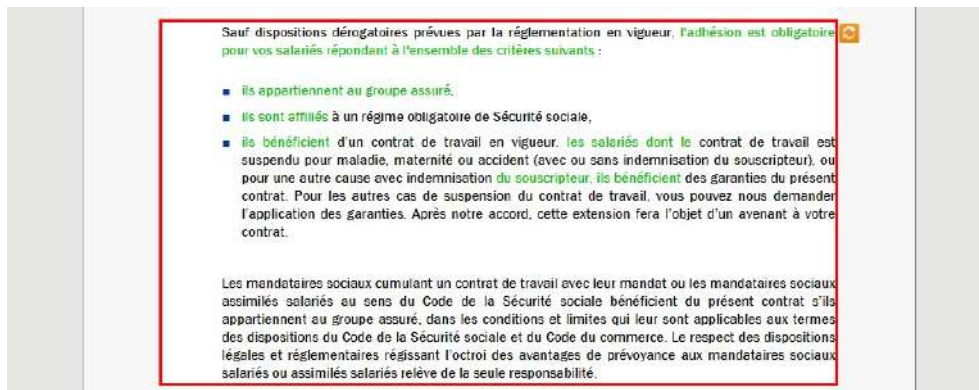 Sauf dispositions dérogatoires prévues par la réglementation en vigueur, l'adhésion est obligatoire
pour vos salariés répondant à l'ensemble des critères suivants :
■ ils appartiennent au groupe assuré,
■ ils sont affiliés à un régime obligatoire de Sécurité sociale,
■ ils bénéficient d'un contrat de travail en vigueur. les salariés dont le contrat de travail est
suspendu pour maladie, maternité ou accident (avec ou sans indemnisation du souscripteur), ou
pour une autre cause avec indemnisation du souscripteur, ils bénéficient des garanties du présent
contrat. Pour les autres cas de suspension du contrat de travail, vous pouvez nous demander
l'application des garanties. Après notre accord, cette extension fera l'objet d'un avenant à votre
contrat.
Les mandataires sociaux cumulant un contrat de travail avec leur mandat ou les mandataires sociaux
assimilés salariés au sens du Code de la Sécurité sociale bénéficient du présent contrat s'ils
appartiennent au groupe assuré, dans les conditions et limites qui leur sont applicables aux termes
des dispositions du Code de la Sécurité sociale et du Code du commerce. Le respect des dispositions
légales et réglementaires régissant l'octroi des avantages de prévoyance aux mandataires sociaux
salariés ou assimilés salariés relève de la seule responsabilité.